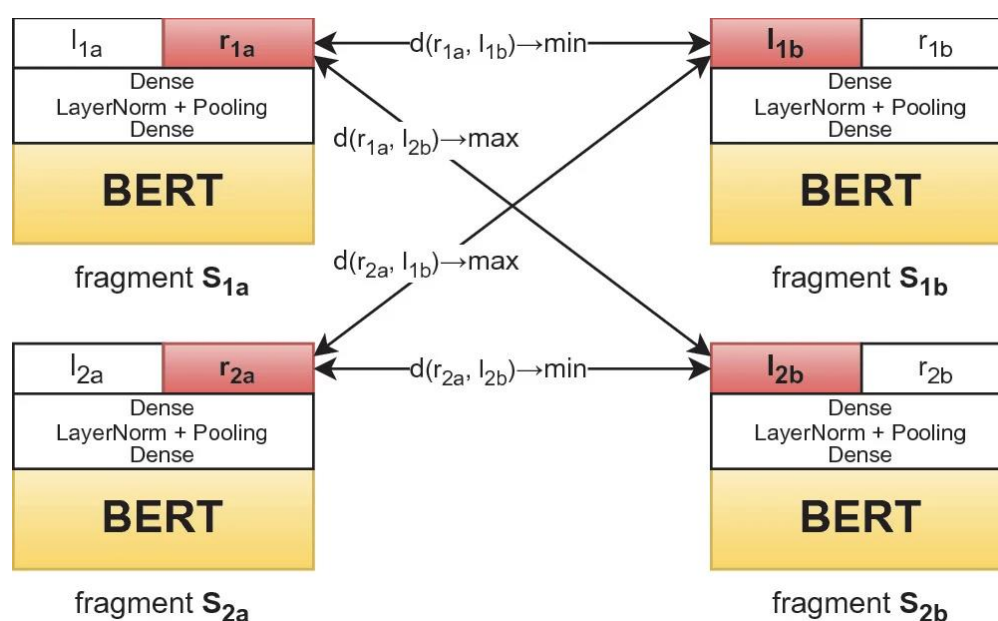 l1a r1a d(r1a, l1b)→min l1b r1b
Dense
LayerNorm + Pooling
Dense
BERT
fragment S1a
Dense
LayerNorm + Pooling
Dense
BERT
fragment S1b
d(r1a, l2b)→max
d(r2a, l1b)→max
l2a r2a d(r2a, l2b)→min l2b r2b
Dense
LayerNorm + Pooling
Dense
BERT
fragment S2a
Dense
LayerNorm + Pooling
Dense
BERT
fragment S2b